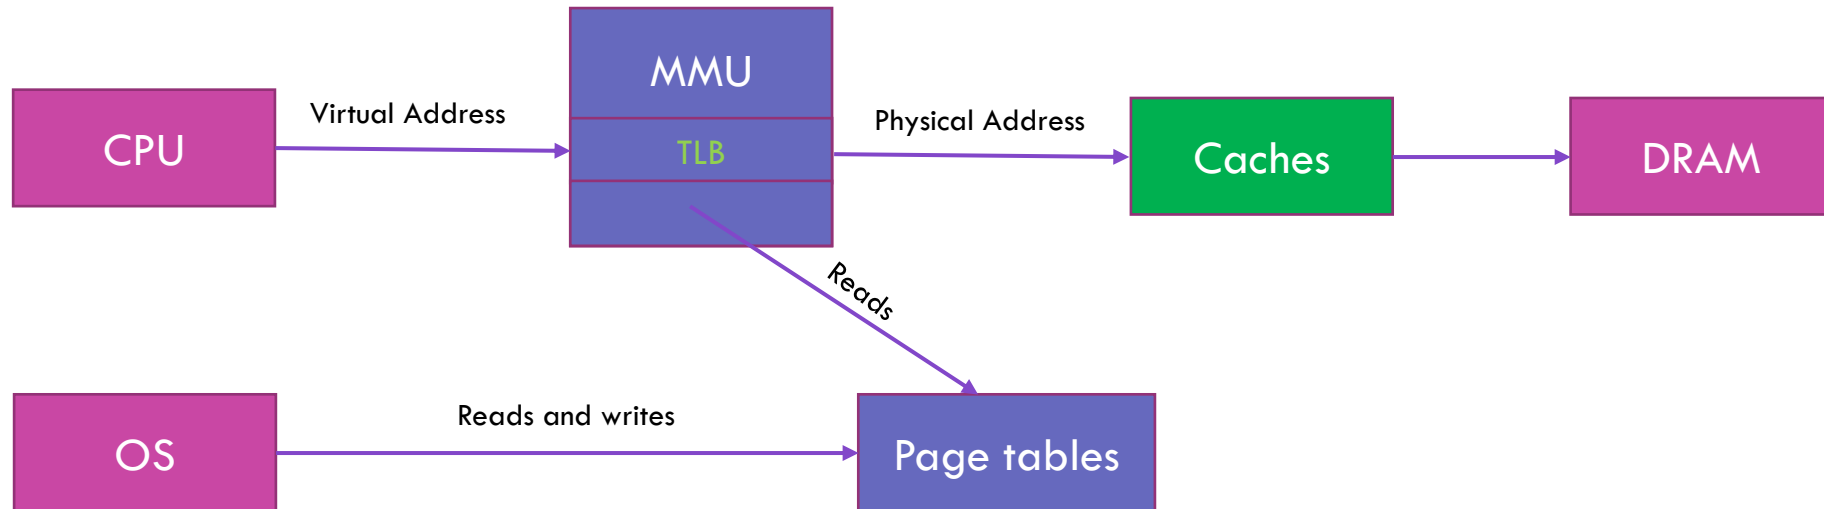 MMU
Virtual Address
Physical Address
CPU
TLB
Caches
DRAM
Reads
Reads and writes
OS
Page tables